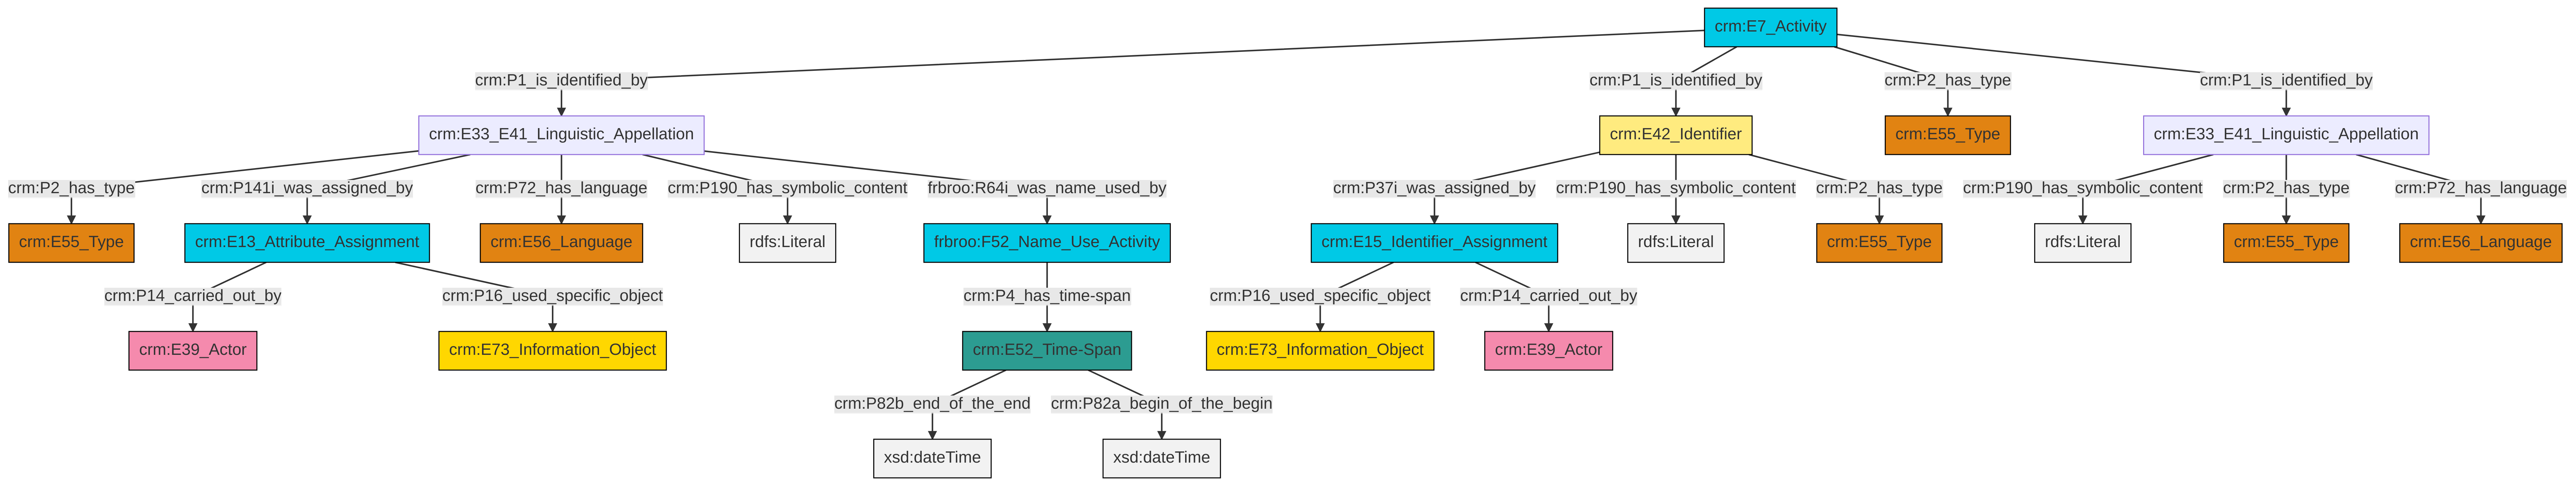 crm:E7_Activity
crm:P1_is_identified_by
crm:P1_is_identified_by
crm:P2_has_type
crm:P1_is_identified_by
crm:E33_E41_Linguistic_Appellation
crm:E42_Identifier
crm:E55_Type
crm:E33_E41_Linguistic_Appellation
crm:P2_has_type
crm:P141i_was_assigned_by
crm:P72_has_language
crm:P190_has_symbolic_content
frbroo:R64i_was_name_used_by
crm:P37i_was_assigned_by
crm:P190_has_symbolic_content
crm:P2_has_type
crm:P190_has_symbolic_content
crm:P2_has_type
crm:P72_has_language
crm:E55_Type
crm:E13_Attribute_Assignment
crm:E56_Language
rdfs:Literal
frbroo:F52_Name_Use_Activity
crm:E15_Identifier_Assignment
rdfs:Literal
crm:E55_Type
rdfs:Literal
crm:E55_Type
crm:E56_Language
crm:P14_carried_out_by
crm:P16_used_specific_object
crm:P4_has_time-span
crm:P16_used_specific_object
crm:P14_carried_out_by
crm:E39_Actor
crm:E73_Information_Object
crm:E52_Time-Span
crm:E73_Information_Object
crm:E39_Actor
crm:P82b_end_of_the_end
crm:P82a_begin_of_the_begin
xsd:dateTime
xsd:dateTime